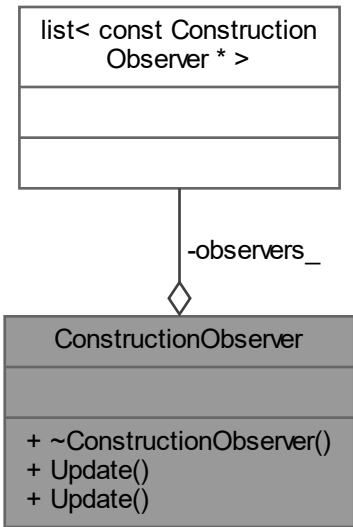 list< const Construction
Observer * >
-observers_
ConstructionObserver
+ ~ConstructionObserver()
+ Update()
+ Update()